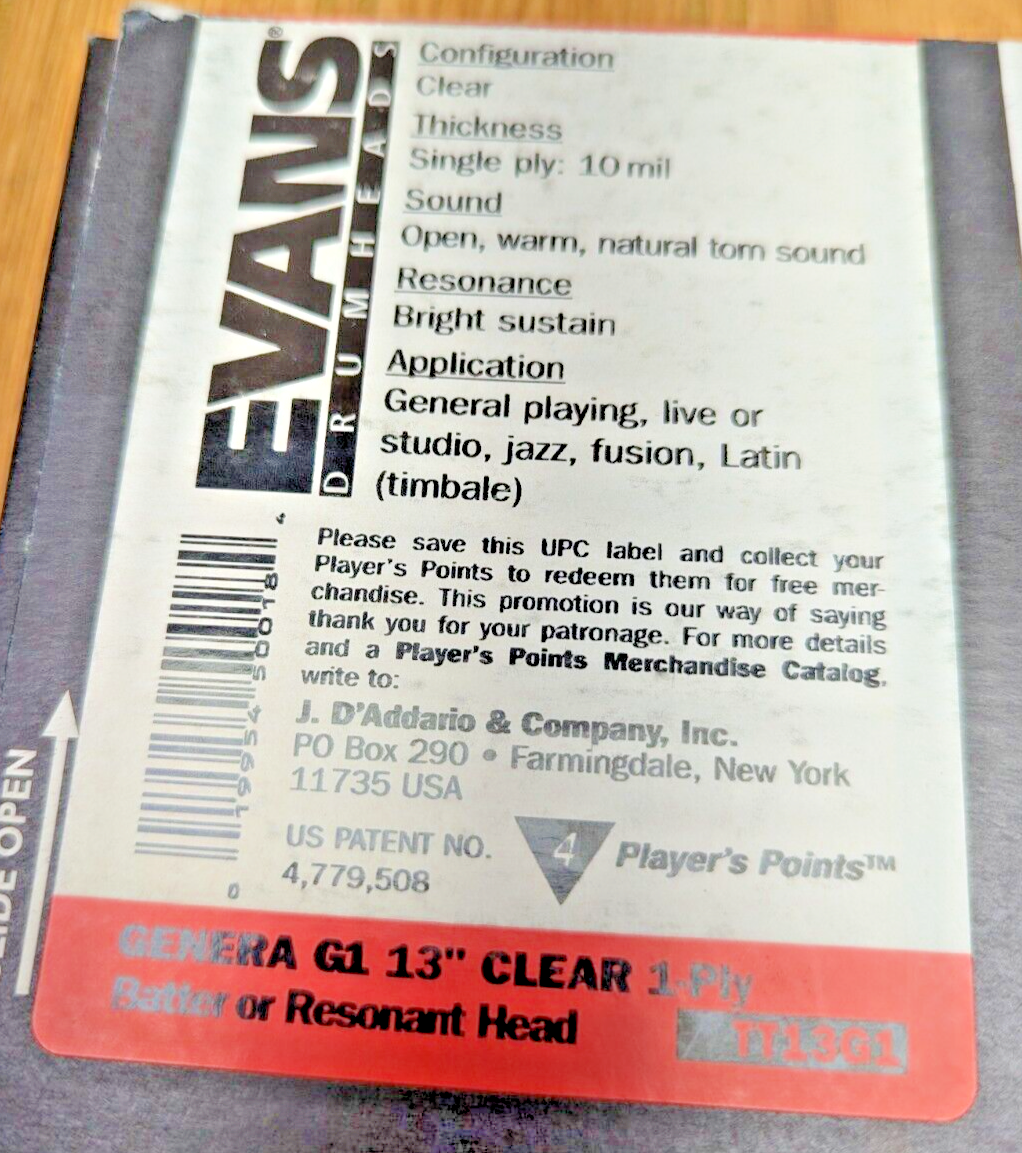 EVANS®
DRUMHEADS
Configuration
Clear
Thickness
Single ply: 10 mil
Sound
Open, warm, natural tom sound
Resonance
Bright sustain
Application
General playing, live or
studio, jazz, fusion, Latin
(timbale)
Please save this UPC label and collect your
Player's Points to redeem them for free mer-
chandise. This promotion is our way of saying
thank you for your patronage. For more details
and a Player's Points Merchandise Catalog,
write to:
J. D'Addario & Company, Inc.
PO Box 290 • Farmingdale, New York
11735 USA
US PATENT NO.
4,779,508
4 Player's Points™
0 19954 50018 4
GENERA G1 13" CLEAR 1-Ply
Batter or Resonant Head
TT13G1
OPEN